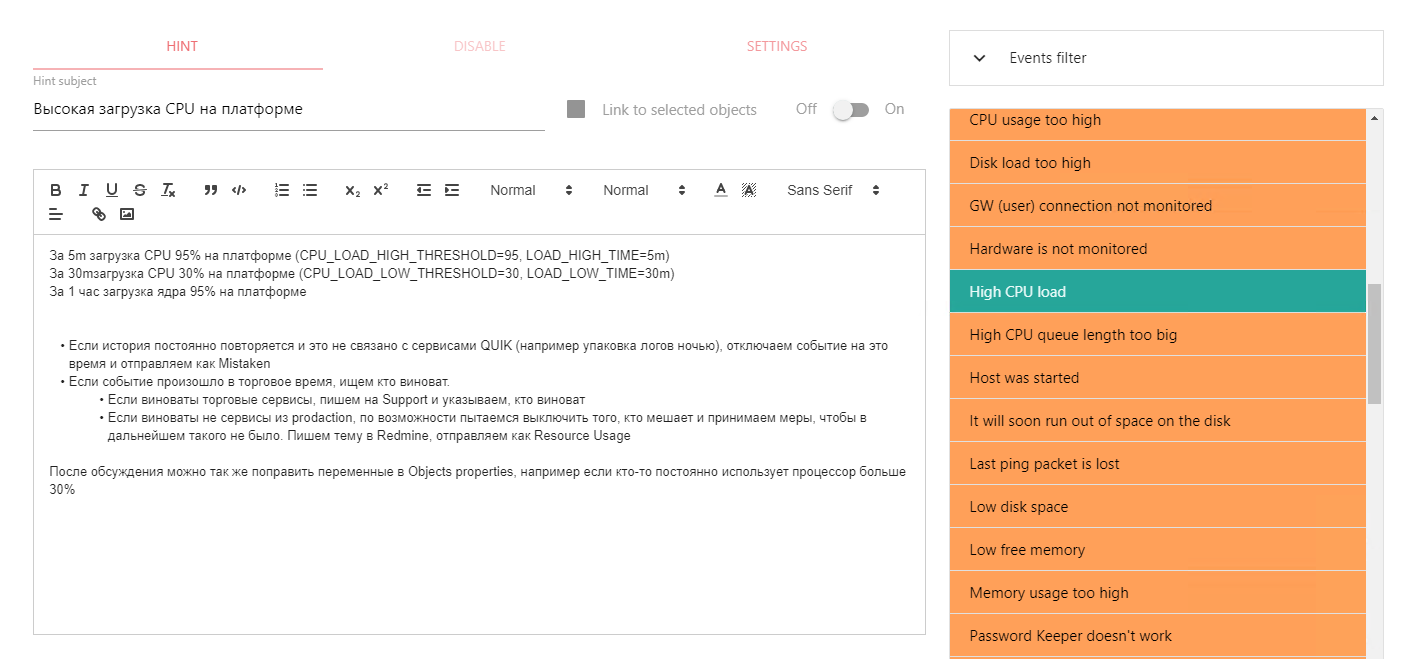 HINT
DISABLE
SETTINGS
Hint subject
Высокая загрузка CPU на платформе
Link to selected objects
Off
On
Normal
Normal
Sans Serif
За 5m загрузка CPU 95% на платформе (CPU_LOAD_HIGH_THRESHOLD=95, LOAD_HIGH_TIME=5m)
За 30mзагрузка CPU 30% на платформе (CPU_LOAD_LOW_THRESHOLD=30, LOAD_LOW_TIME=30m)
За 1 час загрузка ядра 95% на платформе
• Если история постоянно повторяется и это не связано с сервисами QUIK (например упаковка логов ночью), отключаем событие на это
время и отправляем как Mistaken
• Если событие произошло в торговое время, ищем кто виноват.
• Если виноваты торговые сервисы, пишем на Support и указываем, кто виноват
• Если виноваты не сервисы из prodaction, по возможности пытаемся выключить того, кто мешает и принимаем меры, чтобы в
дальнейшем такого не было. Пишем тему в Redmine, отправляем как Resource Usage
После обсуждения можно так же поправить переменные в Objects properties, например если кто-то постоянно использует процессор больше
30%
Events filter
CPU usage too high
Disk load too high
GW (user) connection not monitored
Hardware is not monitored
High CPU load
High CPU queue length too big
Host was started
It will soon run out of space on the disk
Last ping packet is lost
Low disk space
Low free memory
Memory usage too high
Password Keeper doesn't work